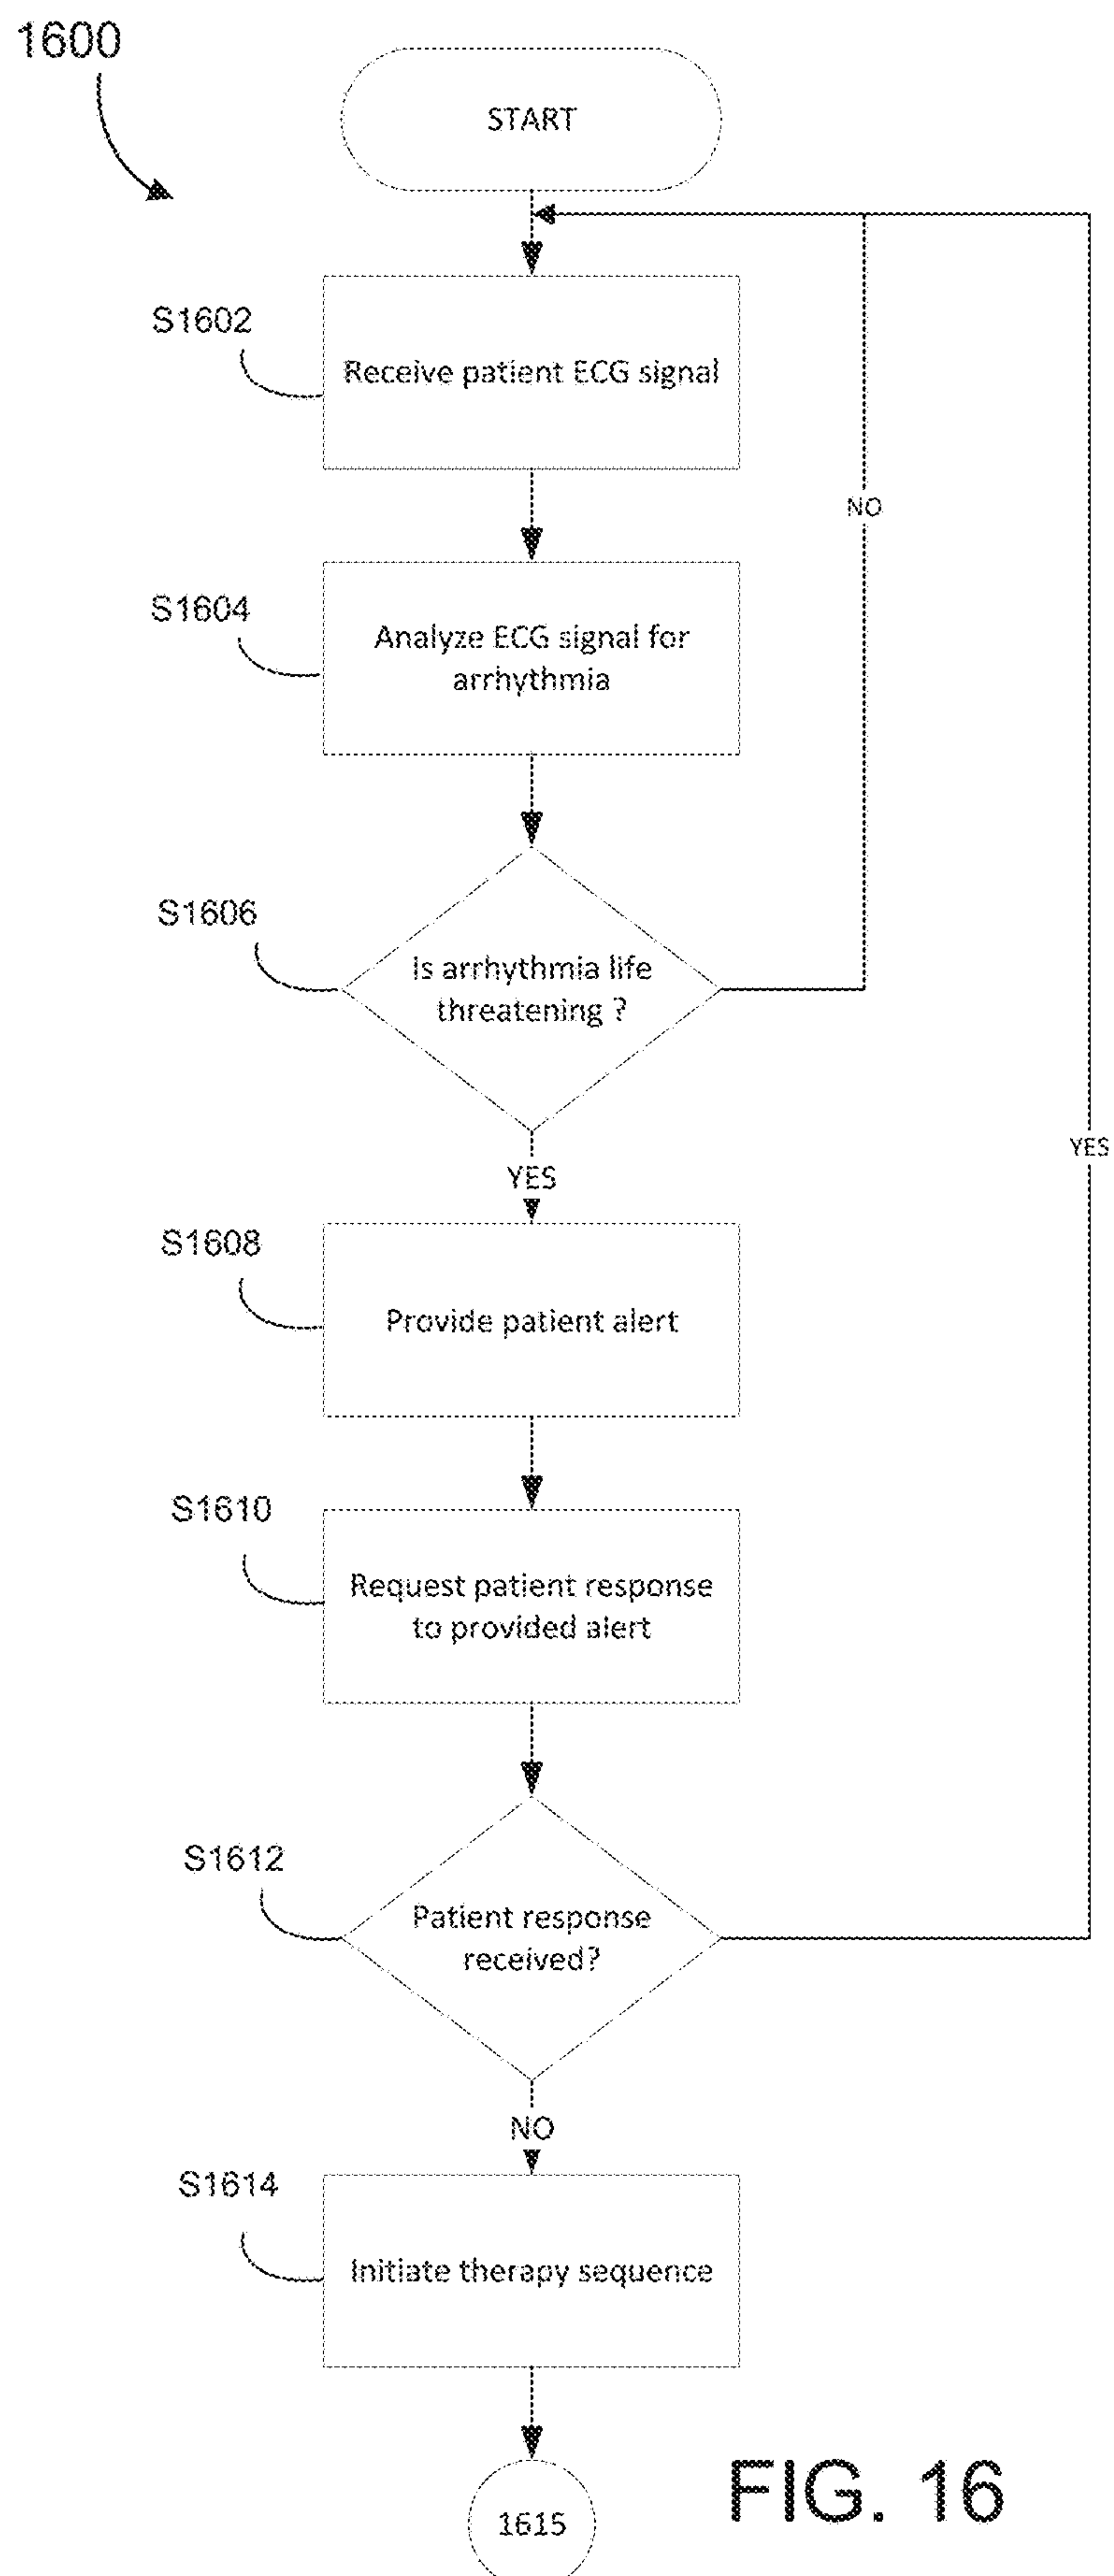 1600
START
S1602
Receive patient ECG signal
NO
S1604
Analyze ECG signal for
arrhythmia
S1606
Is arrhythmia life
threatening ?
YES
YES
S1608
Provide patient alert
S1610
Request patient response
to provided alert
S1612
Patient response
received?
NO
S1614
Initiate therapy sequence
1615
FIG. 16